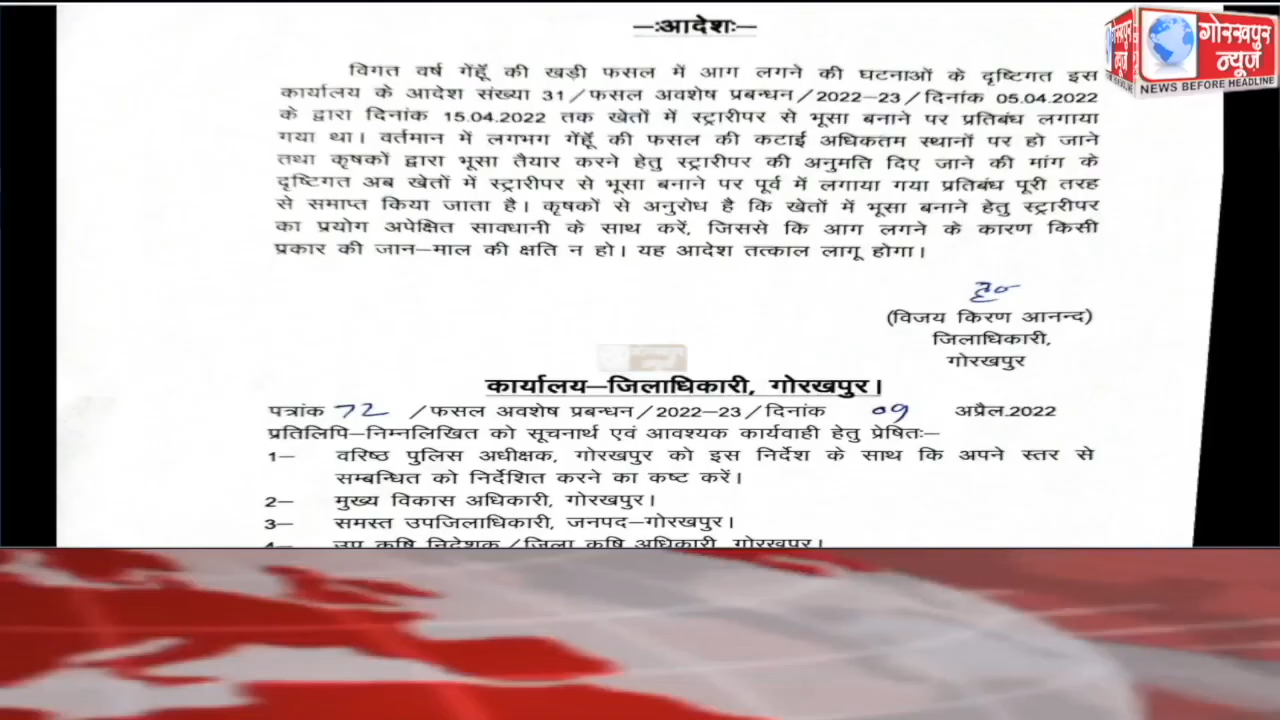 —ःआदेशः—
विगत वर्ष गेंहूँ की खड़ी फसल में आग लगने की घटनाओं के दृष्टिगत इस
कार्यालय के आदेश संख्या 31/फसल अवशेष प्रबन्धन/2022–23/दिनांक 05.04.2022
के द्वारा दिनांक 15.04.2022 तक खेतों में स्ट्रारीपर से भूसा बनाने पर प्रतिबंध लगाया
गया था। वर्तमान में लगभग गेंहूँ की फसल की कटाई अधिकतम स्थानों पर हो जाने
तथा कृषकों द्वारा भूसा तैयार करने हेतु स्ट्रारीपर की अनुमति दिए जाने की मांग के
दृष्टिगत अब खेतों में स्ट्रारीपर से भूसा बनाने पर पूर्व में लगाया गया प्रतिबंध पूरी तरह
से समाप्त किया जाता है। कृषकों से अनुरोध है कि खेतों में भूसा बनाने हेतु स्ट्रारीपर
का प्रयोग अपेक्षित सावधानी के साथ करें, जिससे कि आग लगने के कारण किसी
प्रकार की जान–माल की क्षति न हो। यह आदेश तत्काल लागू होगा।
(विजय किरण आनन्द)
जिलाधिकारी,
गोरखपुर
कार्यालय–जिलाधिकारी, गोरखपुर।
पत्रांक 72 /फसल अवशेष प्रबन्धन/2022–23/दिनांक 09 अप्रैल.2022
प्रतिलिपि–निम्नलिखित को सूचनार्थ एवं आवश्यक कार्यवाही हेतु प्रेषितः–
1– वरिष्ठ पुलिस अधीक्षक, गोरखपुर को इस निर्देश के साथ कि अपने स्तर से
सम्बन्धित को निर्देशित करने का कष्ट करें।
2– मुख्य विकास अधिकारी, गोरखपुर।
3– समस्त उपजिलाधिकारी, जनपद–गोरखपुर।
4– उप कृषि निदेशक/जिला कृषि अधिकारी, गोरखपुर।
गोरखपुर
न्यूज़
NEWS BEFORE HEADLINE